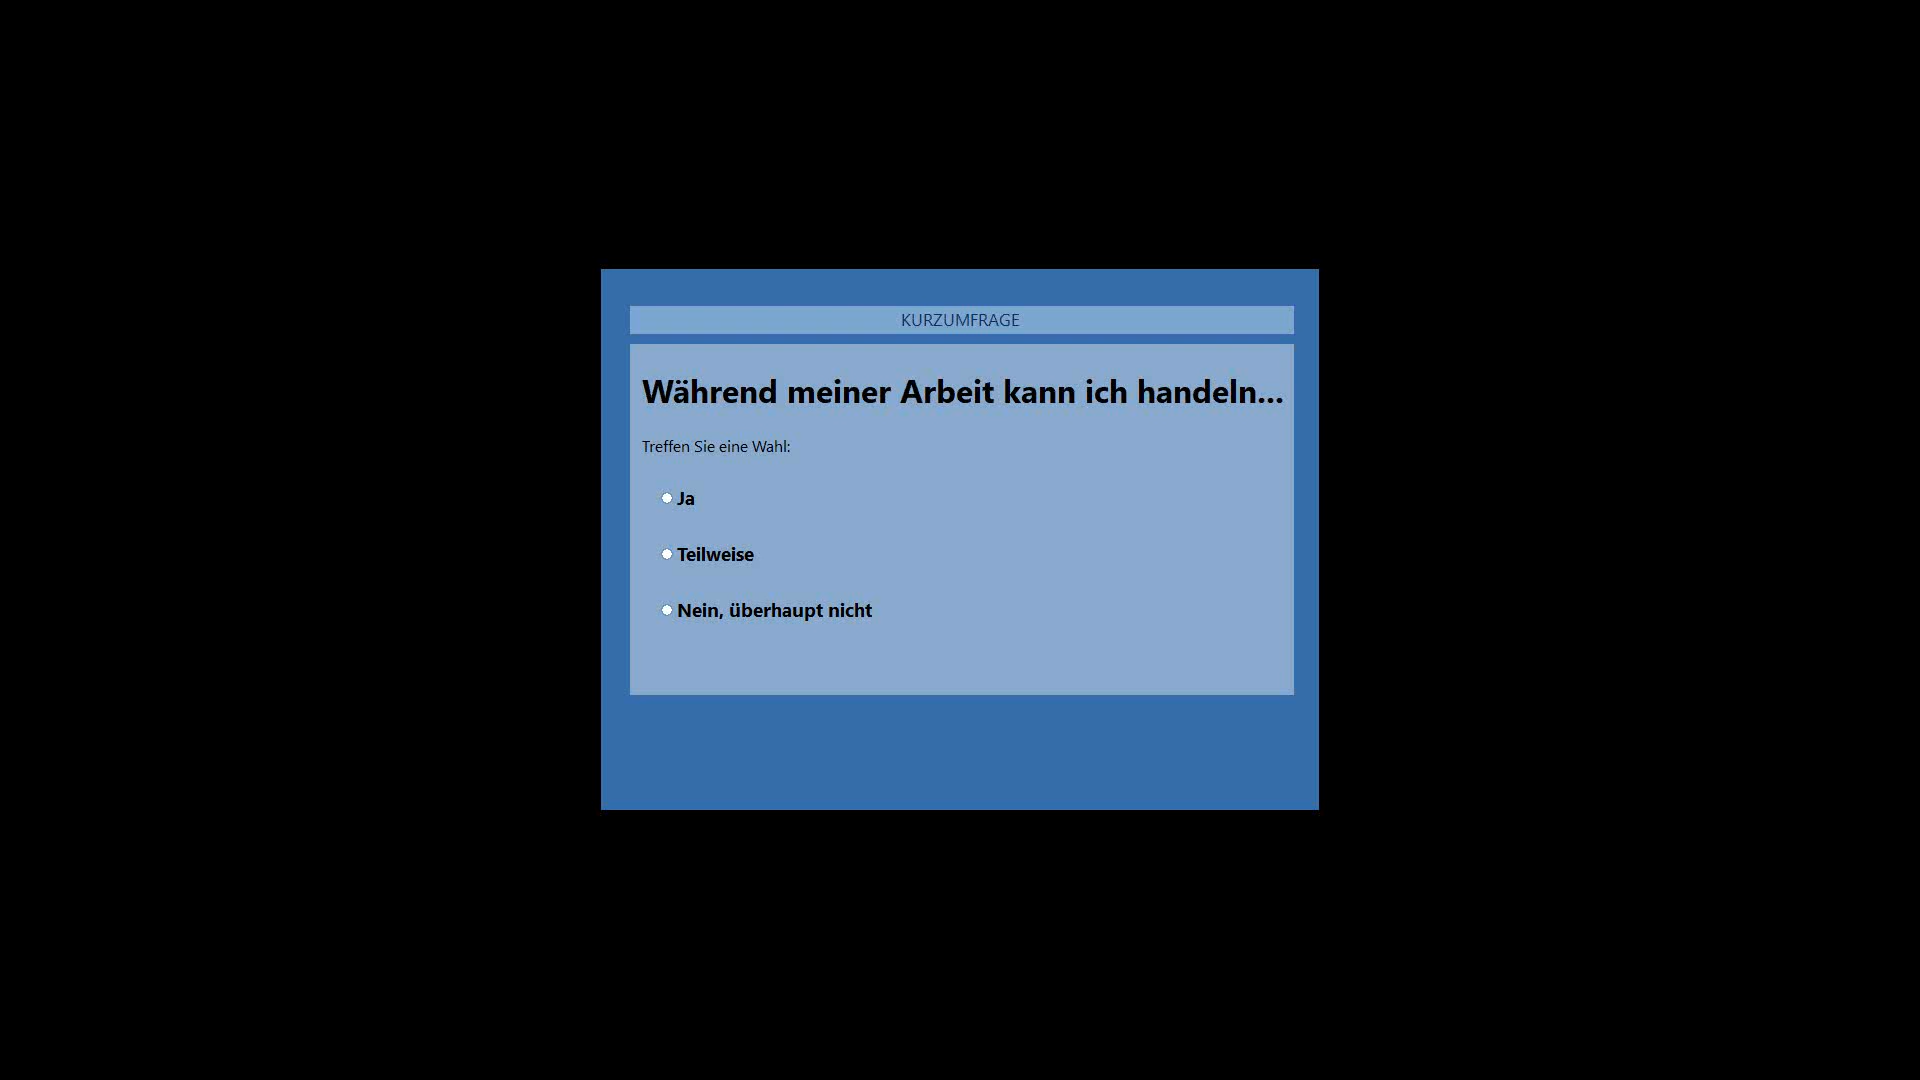 KURZUMFRAGE
Während meiner Arbeit kann ich handeln...
Treffen Sie eine Wahl:
Ja
Teilweise
Nein, überhaupt nicht